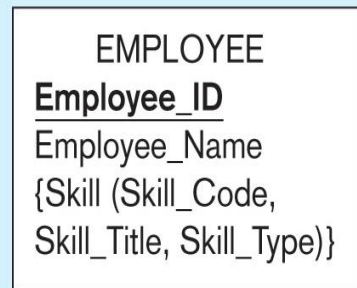 EMPLOYEE
Employee_ID
Employee_Name
{Skill (Skill_Code,
Skill_Title, Skill_Type)}